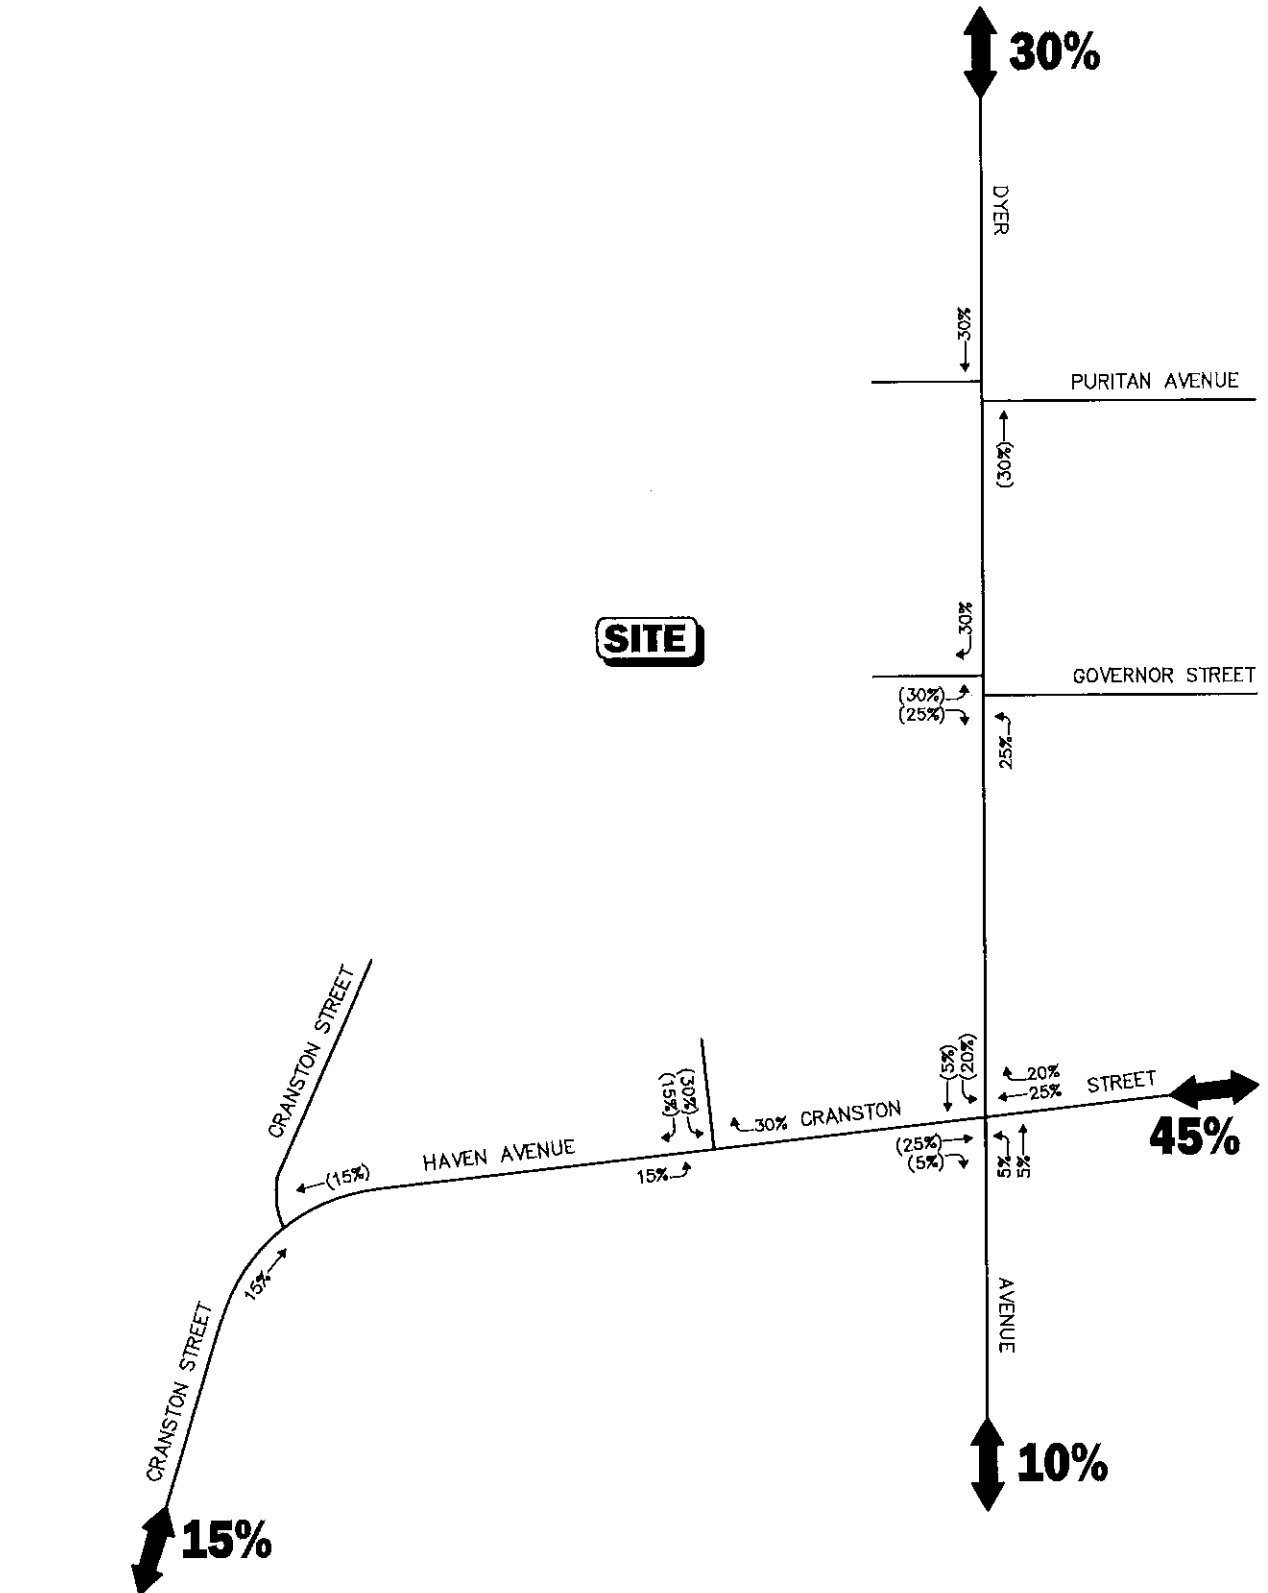 30%
DYER
30%
PURITAN AVENUE
(30%)
SITE
30%
GOVERNOR STREET
(30%)
(25%)
25%
CRANSTON STREET
(5%)
(20%)
20%
25%
STREET
(15%)
(30%)
30% CRANSTON
45%
HAVEN AVENUE
(25%)
(5%)
5%
5%
15%
(15%)
15%
AVENUE
CRANSTON STREET
10%
15%